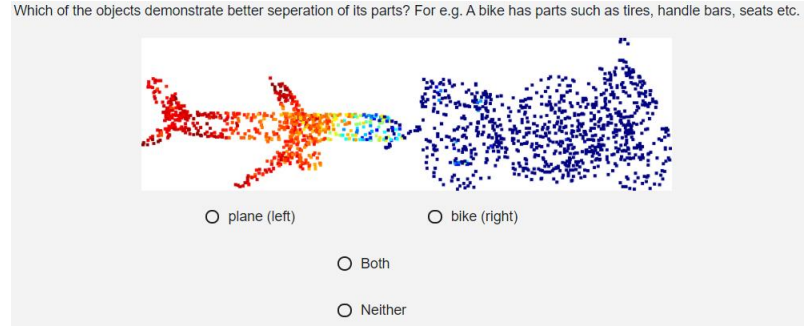 Which of the objects demonstrate better seperation of its parts? For e.g. A bike has parts such as tires, handle bars, seats etc.
plane (left)
bike (right)
Both
Neither